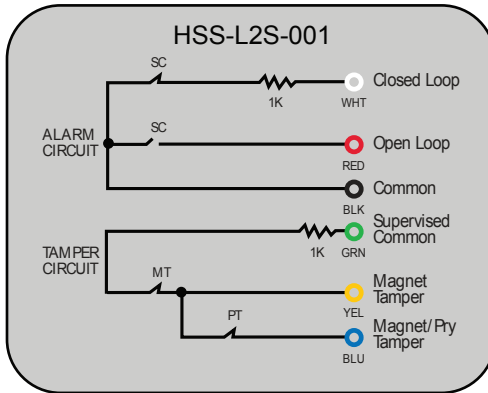 HSS-L2S-001
SC
Closed Loop
1K
WHT
ALARM
CIRCUIT
SC
Open Loop
RED
Common
BLK
Supervised
Common
1K
GRN
TAMPER
CIRCUIT
MT
Magnet
Tamper
YEL
PT
Magnet/Pry
Tamper
BLU